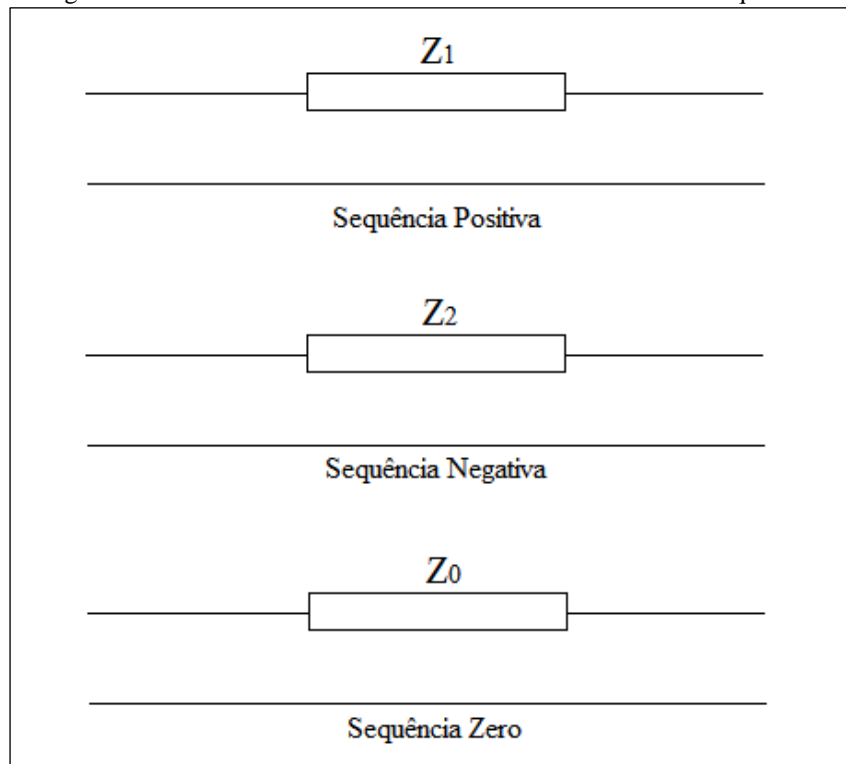 Z1
Sequência Positiva
Z2
Sequência Negativa
Z0
Sequência Zero